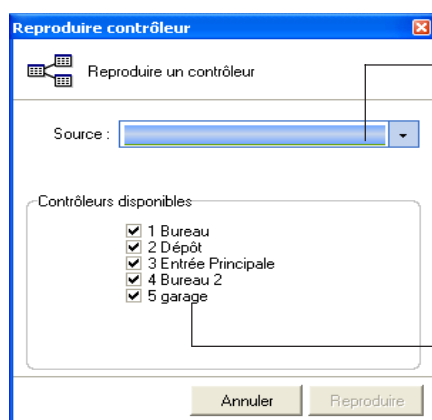 Reproduire contrôleur
Reproduire un contrôleur
Source :
Contrôleurs disponibles
1 Bureau
2 Dépôt
3 Entrée Principale
4 Bureau 2
5 garage
Annuler
Reproduire